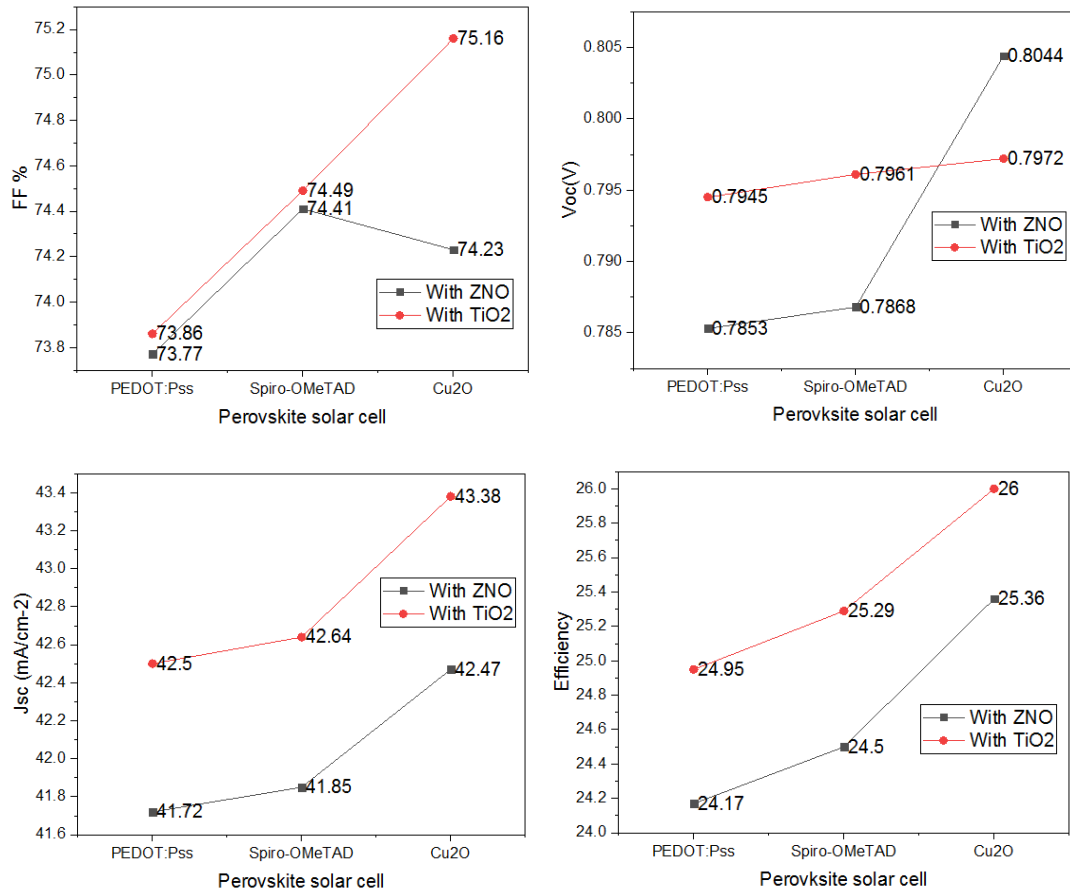 75.2
75.0
74.8
74.6
74.4
74.2
74.0
73.8
FF %
75.16
74.49
74.41
74.23
73.86
73.77
With ZNO
With TiO2
PEDOT:Pss
Spiro-OMeTAD
Cu2O
Perovskite solar cell
0.805
0.800
0.795
0.790
0.785
Voc(V)
0.8044
0.7972
0.7961
0.7945
0.7868
0.7853
With ZNO
With TiO2
PEDOT:Pss
Spiro-OMeTAD
Cu2O
Perovksite solar cell
43.4
43.2
43.0
42.8
42.6
42.4
42.2
42.0
41.8
41.6
Jsc (mA/cm-2)
43.38
42.64
42.5
42.47
41.85
41.72
With ZNO
With TiO2
PEDOT:Pss
Spiro-OMeTAD
Cu2O
Perovskite solar cell
26.0
25.8
25.6
25.4
25.2
25.0
24.8
24.6
24.4
24.2
24.0
Efficiency
26
25.36
25.29
24.95
24.5
24.17
With ZNO
With TiO2
PEDOT:Pss
Spiro-OMeTAD
Cu2O
Perovksite solar cell